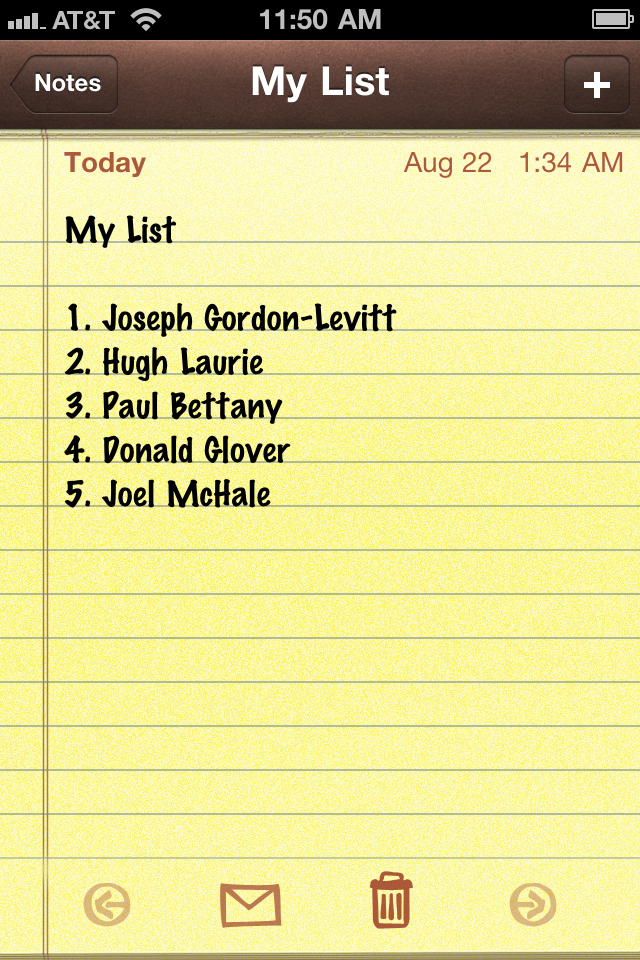 AT&T 11:50 AM
Notes My List +
Today Aug 22 1:34 AM
My List
1. Joseph Gordon-Levitt
2. Hugh Laurie
3. Paul Bettany
4. Donald Glover
5. Joel McHale